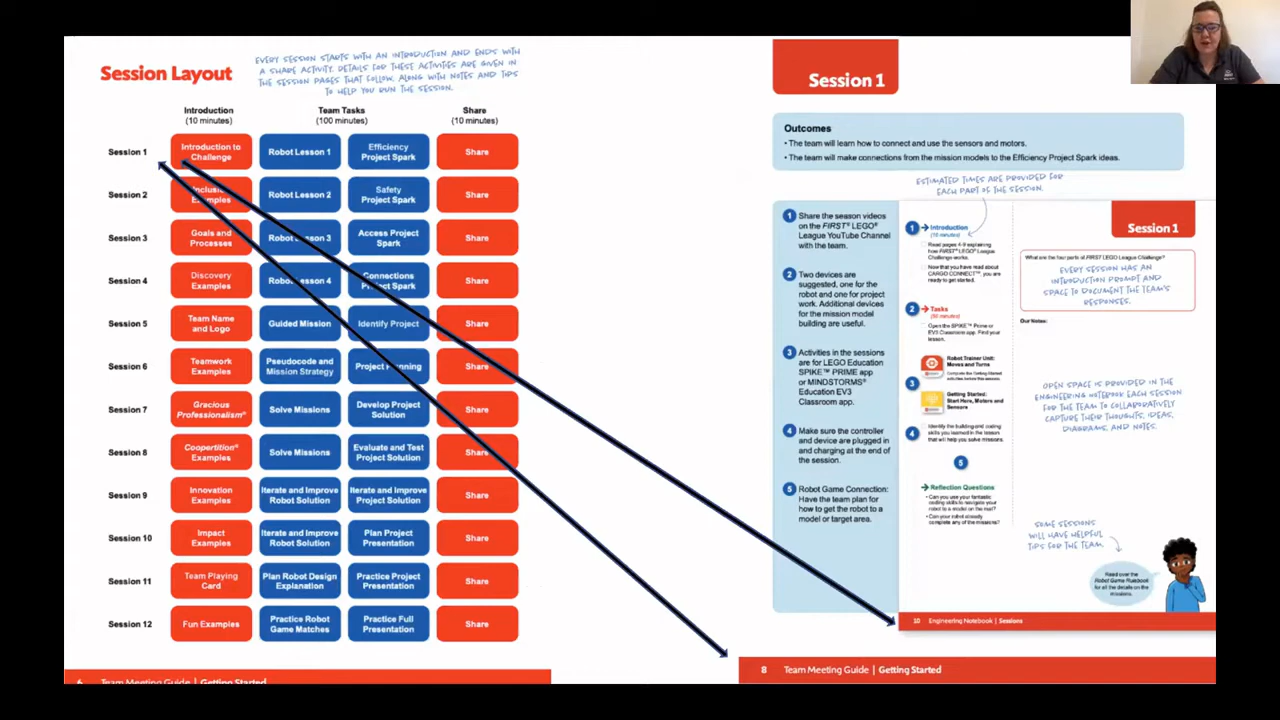 Session Layout
EVERY SESSION STARTS WITH AN INTRODUCTION AND ENDS WITH
A SHARE ACTIVITY. DETAILS FOR THESE ACTIVITIES ARE GIVEN IN
THE SESSION PAGES THAT FOLLOW, ALONG WITH NOTES AND TIPS
TO HELP YOU RUN THE SESSION.
Introduction
(10 minutes)
Team Tasks
(100 minutes)
Share
(10 minutes)
Session 1
Introduction to
Challenge
Robot Lesson 1
Efficiency
Project Spark
Share
Session 2
Inclusion
Examples
Robot Lesson 2
Safety
Project Spark
Share
Session 3
Goals and
Processes
Robot Lesson 3
Access Project
Spark
Share
Session 4
Discovery
Examples
Robot Lesson 4
Connections
Project Spark
Share
Session 5
Team Name
and Logo
Guided Mission
Identify Project
Share
Session 6
Teamwork
Examples
Pseudocode and
Mission Strategy
Project Planning
Share
Session 7
Gracious
Professionalism®
Solve Missions
Develop Project
Solution
Share
Session 8
Coopertition®
Examples
Solve Missions
Evaluate and Test
Project Solution
Share
Session 9
Innovation
Examples
Iterate and Improve
Robot Solution
Iterate and Improve
Project Solution
Share
Session 10
Impact
Examples
Iterate and Improve
Robot Solution
Plan Project
Presentation
Share
Session 11
Team Playing
Card
Plan Robot Design
Explanation
Practice Project
Presentation
Share
Session 12
Fun Examples
Practice Robot
Game Matches
Practice Full
Presentation
Share
6 Team Meeting Guide | Getting Started
Session 1
Outcomes
• The team will learn how to connect and use the sensors and motors.
• The team will make connections from the mission models to the Efficiency Project Spark ideas.
ESTIMATED TIMES ARE PROVIDED FOR
EACH PART OF THE SESSION.
1 Share the season videos
on the FIRST® LEGO®
League YouTube Channel
with the team.
2 Two devices are
suggested, one for the
robot and one for project
work. Additional devices
for the mission model
building are useful.
3 Activities in the sessions
are for LEGO Education
SPIKE™ PRIME app
or MINDSTORMS®
Education EV3
Classroom app.
4 Make sure the controller
and device are plugged in
and charging at the end of
the session.
5 Robot Game Connection:
Have the team plan for
how to get the robot to a
model or target area.
1 → Introduction
(10 minutes)
Read pages 4-9 explaining
how FIRST® LEGO® League
Challenge works.
Now that you have read about
CARGO CONNECT℠, you are
ready to get started.
2 → Tasks
(50 minutes)
Open the SPIKE™ Prime or
EV3 Classroom app. Find your
lesson.
Robot Trainer Unit:
Moves and Turns
Complete the Getting Started
activities before this session.
3
Getting Started:
Start Here, Motors and
Sensors
4 Identify the building and coding
skills you learned in the lesson
that will help you solve missions.
5
→ Reflection Questions
• Can you use your fantastic
coding skills to navigate your
robot to a model on the mat?
• Can your robot already
complete any of the missions?
Session 1
What are the four parts of FIRST LEGO League Challenge?
EVERY SESSION HAS AN
INTRODUCTION PROMPT AND
SPACE TO DOCUMENT THE TEAM'S
RESPONSES.
Our Notes:
OPEN SPACE IS PROVIDED IN THE
ENGINEERING NOTEBOOK EACH SESSION
FOR THE TEAM TO COLLABORATIVELY
CAPTURE THEIR THOUGHTS, IDEAS,
DIAGRAMS, AND NOTES.
SOME SESSIONS
WILL HAVE HELPFUL
TIPS FOR THE TEAM.
Read over the
Robot Game Rulebook
for all the details on the
missions.
10 Engineering Notebook | Sessions
8 Team Meeting Guide | Getting Started